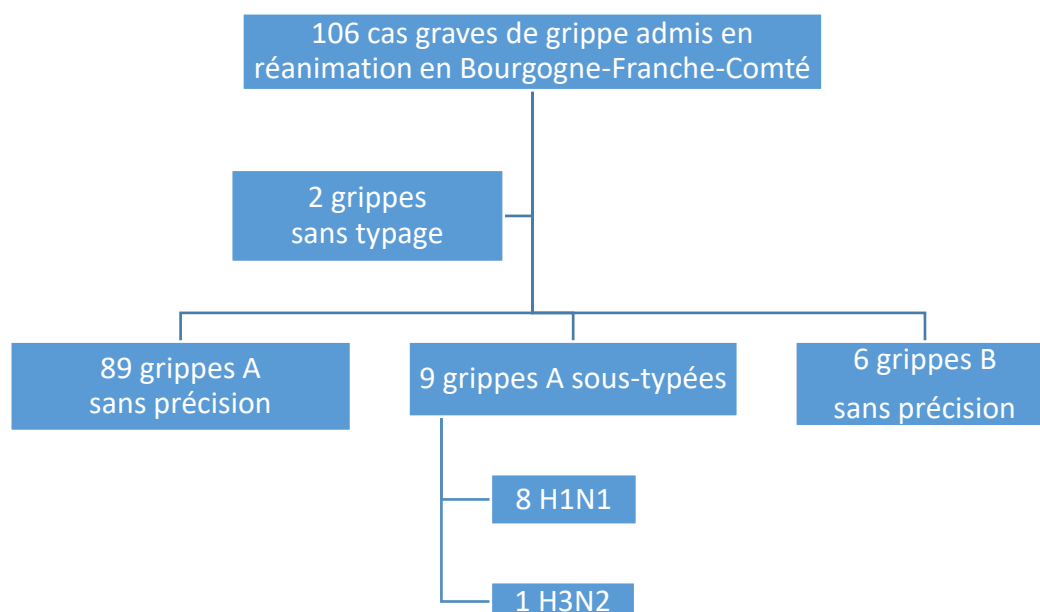 106 cas graves de grippe admis en
réanimation en Bourgogne-Franche-Comté
2 grippes
sans typage
89 grippes A
sans précision
9 grippes A sous-typées
6 grippes B
sans précision
8 H1N1
1 H3N2